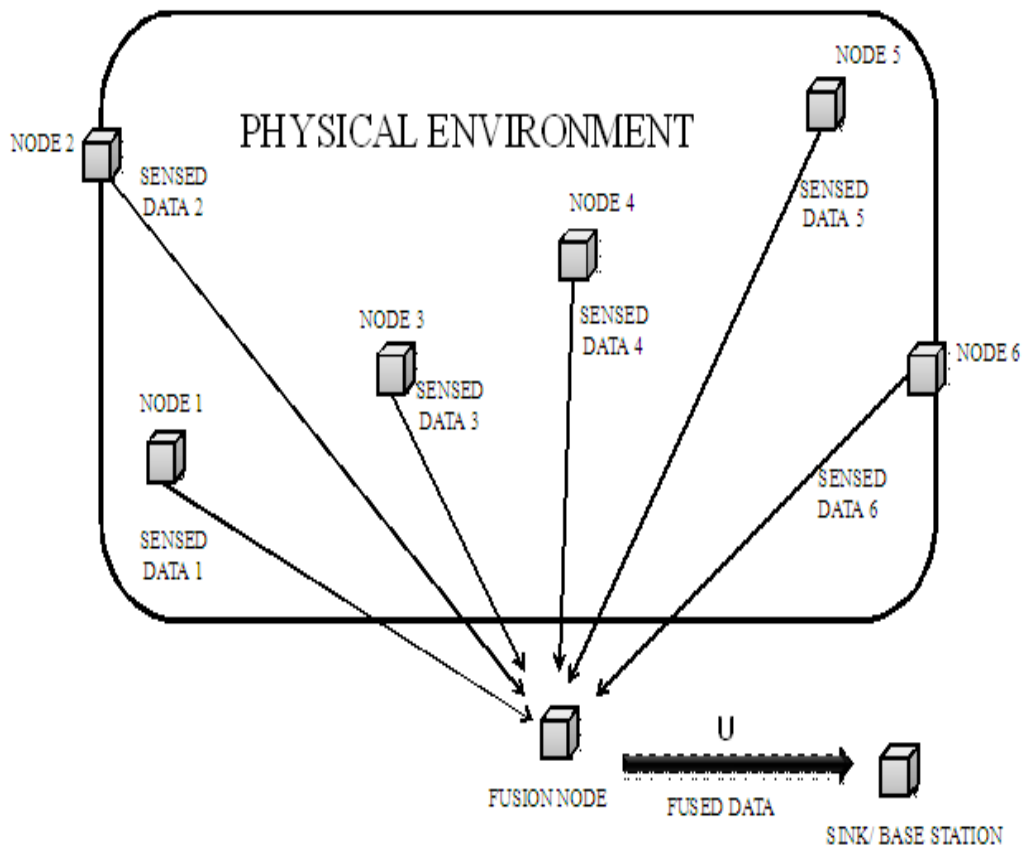 NODE 5
PHYSICAL ENVIRONMENT
NODE 2
SENSED
DATA 2
SENSED
DATA 5
NODE 4
SENSED
DATA 4
NODE 3
NODE 6
SENSED
DATA 3
NODE 1
SENSED
DATA 6
SENSED
DATA 1
U
FUSION NODE
FUSED DATA
SINK/ BASE STATION